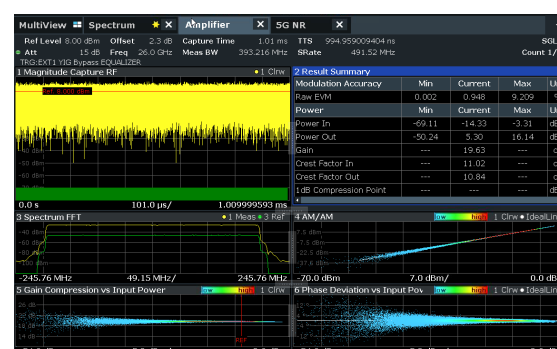 MultiView Spectrum * X Amplifier X 5G NR X
Ref Level 8.00 dBm Offset 2.3 dB Capture Time 1.01 ms TTS 994.959009404 ns SGL
Att 15 dB Freq 26.0 GHz Meas BW 393.216 MHz SRate 491.52 MHz Count 1/
TRG:EXT1 YIG Bypass EQUALIZER
1 Magnitude Capture RF 1 Clrw
0.0 s 101.0 µs/ 1.009999593 ms
2 Result Summary
Modulation Accuracy Min Current Max
Raw EVM 0.002 0.948 9.209
Power Min Current Max
Power In -69.11 -14.33 -3.31
Power Out -50.24 5.30 16.14
Gain --- 19.63 ---
Crest Factor In --- 11.02 ---
Crest Factor Out --- 10.84 ---
1dB Compression Point --- --- ---
3 Spectrum FFT 1 Meas 3 Ref
-40 dBm
-60 dBm
-245.76 MHz 49.15 MHz/ 245.76 MHz
4 AM/AM low high 1 Clrw IdealLin
-70.0 dBm 7.0 dBm/ 0.0 dB
5 Gain Compression vs Input Power low high 1 Clrw
6 Phase Deviation vs Input Pov low high 1 Clrw IdealLin